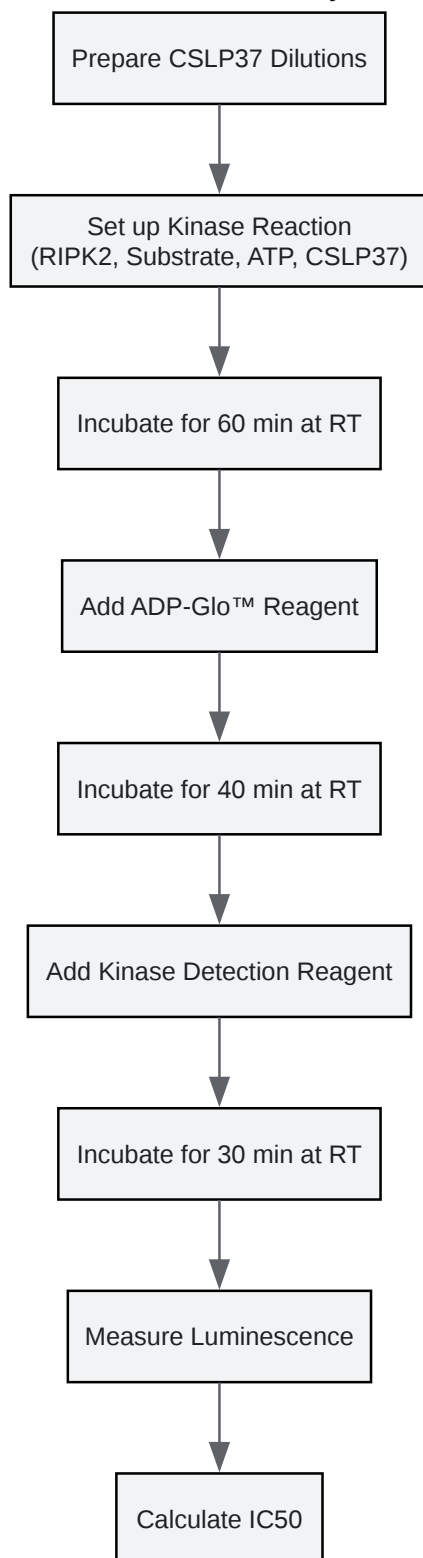 Prepare CSLP37 Dilutions
Set up Kinase Reaction
(RIPK2, Substrate, ATP, CSLP37)
Incubate for 60 min at RT
Add ADP-Glo™ Reagent
Incubate for 40 min at RT
Add Kinase Detection Reagent
Incubate for 30 min at RT
Measure Luminescence
Calculate IC50